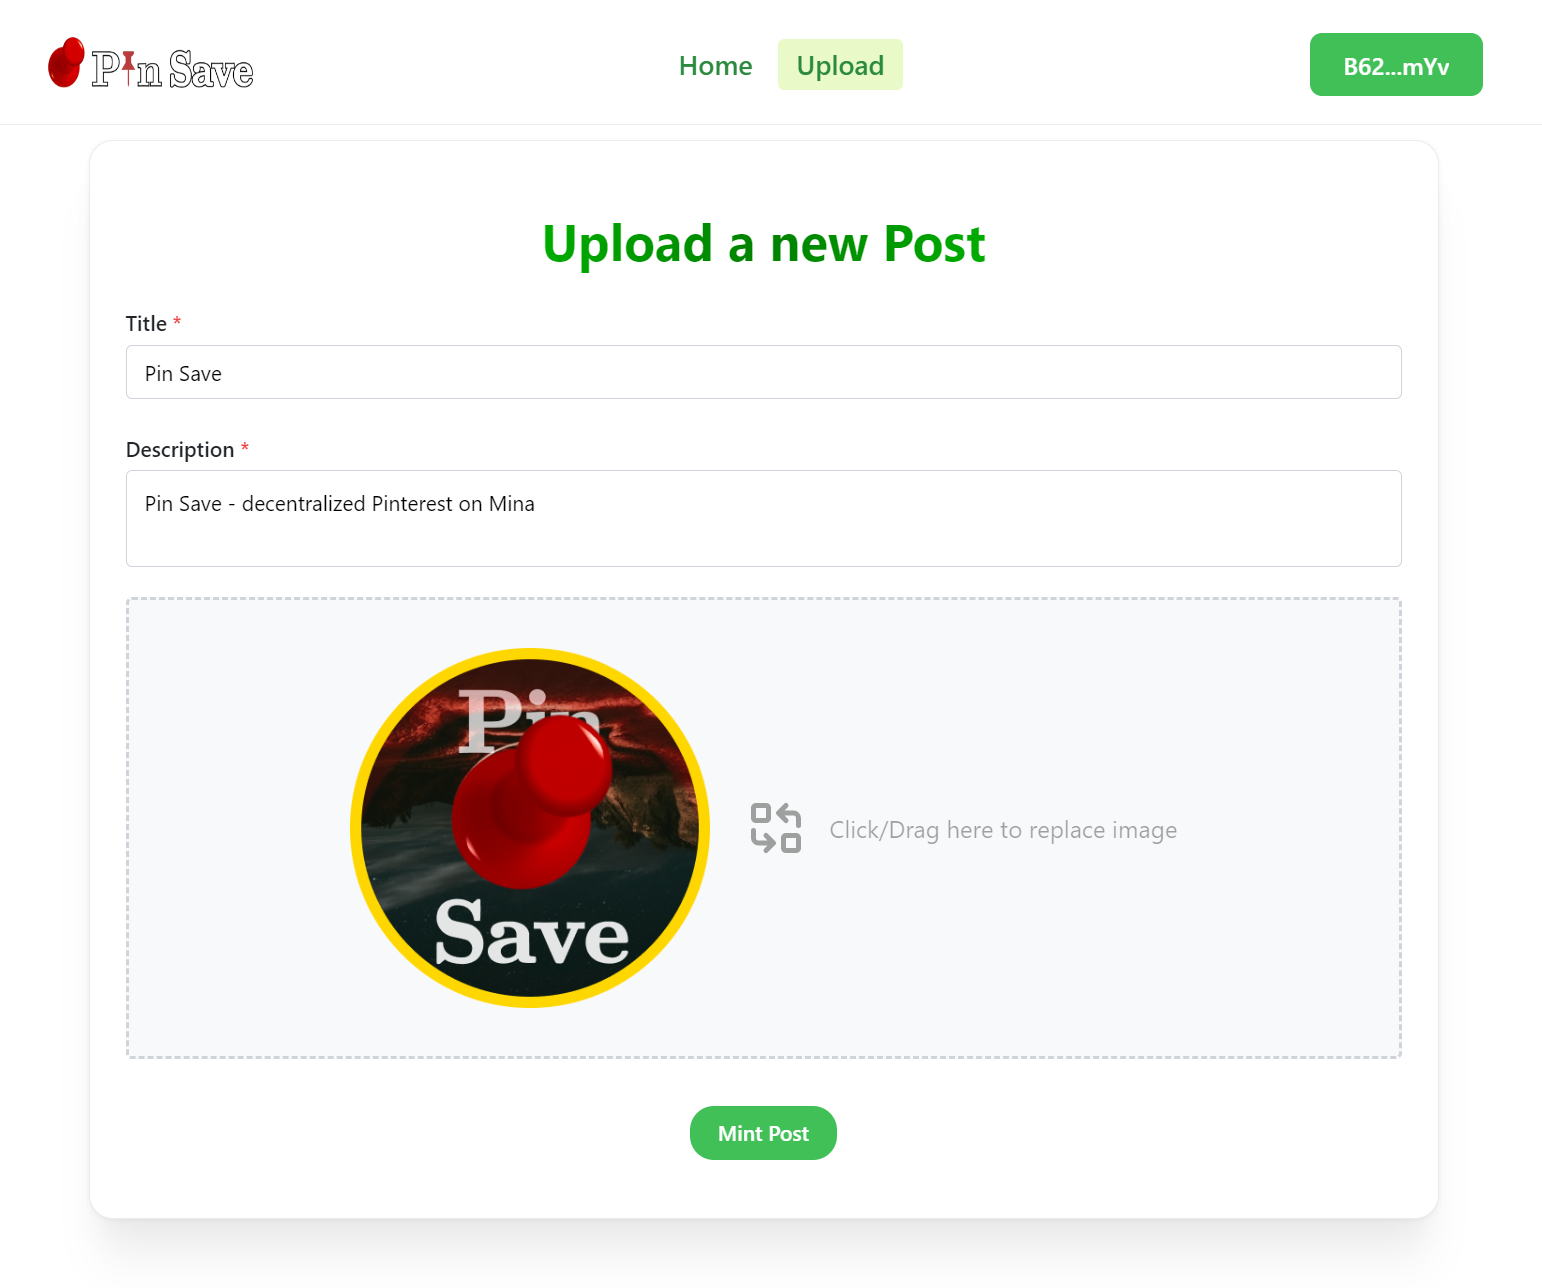 Pin Save
Home
Upload
B62...mYv
Upload a new Post
Title *
Pin Save
Description *
Pin Save - decentralized Pinterest on Mina
Pin
Save
Click/Drag here to replace image
Mint Post